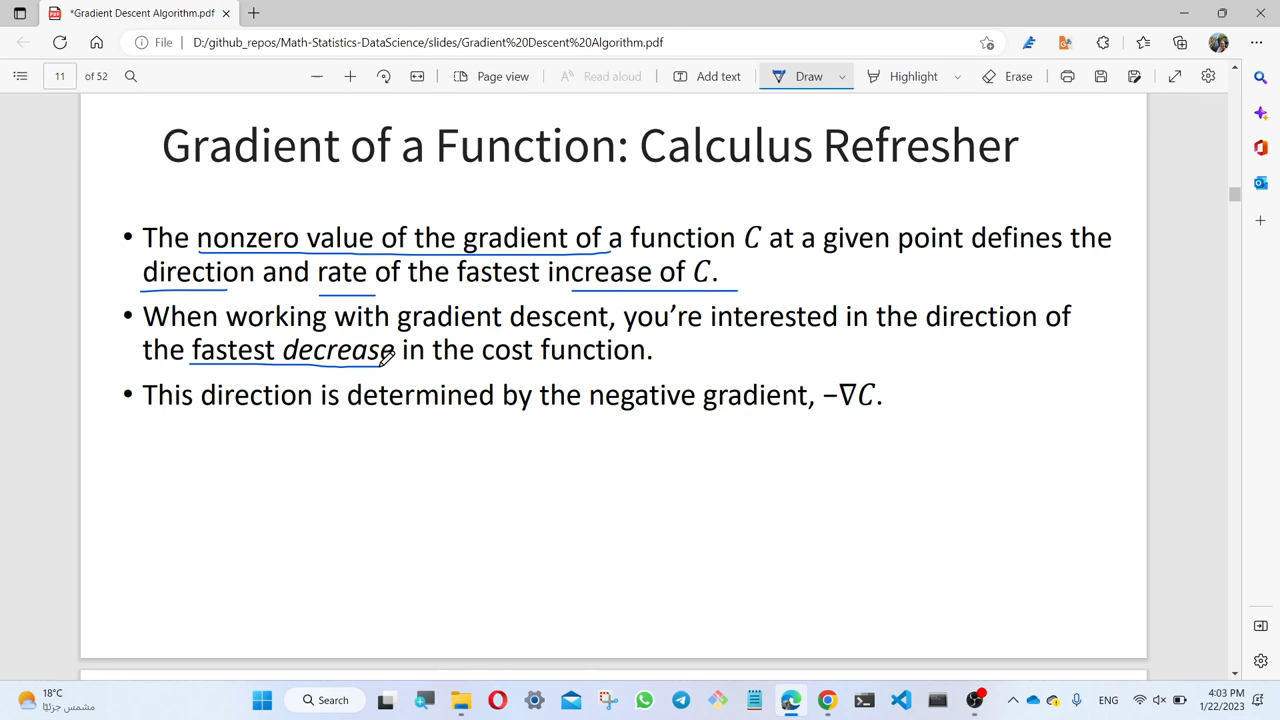 *Gradient Descent Algorithm.pdf
File D:/github_repos/Math-Statistics-DataScience/slides/Gradient%20Descent%20Algorithm.pdf
11 of 52 Page view Read aloud Add text Draw Highlight Erase
Gradient of a Function: Calculus Refresher
• The nonzero value of the gradient of a function C at a given point defines the
direction and rate of the fastest increase of C.
• When working with gradient descent, you're interested in the direction of
the fastest decrease in the cost function.
• This direction is determined by the negative gradient, −∇C.
18°C
مشمس جزئيًا
Search
ENG
4:03 PM
1/22/2023